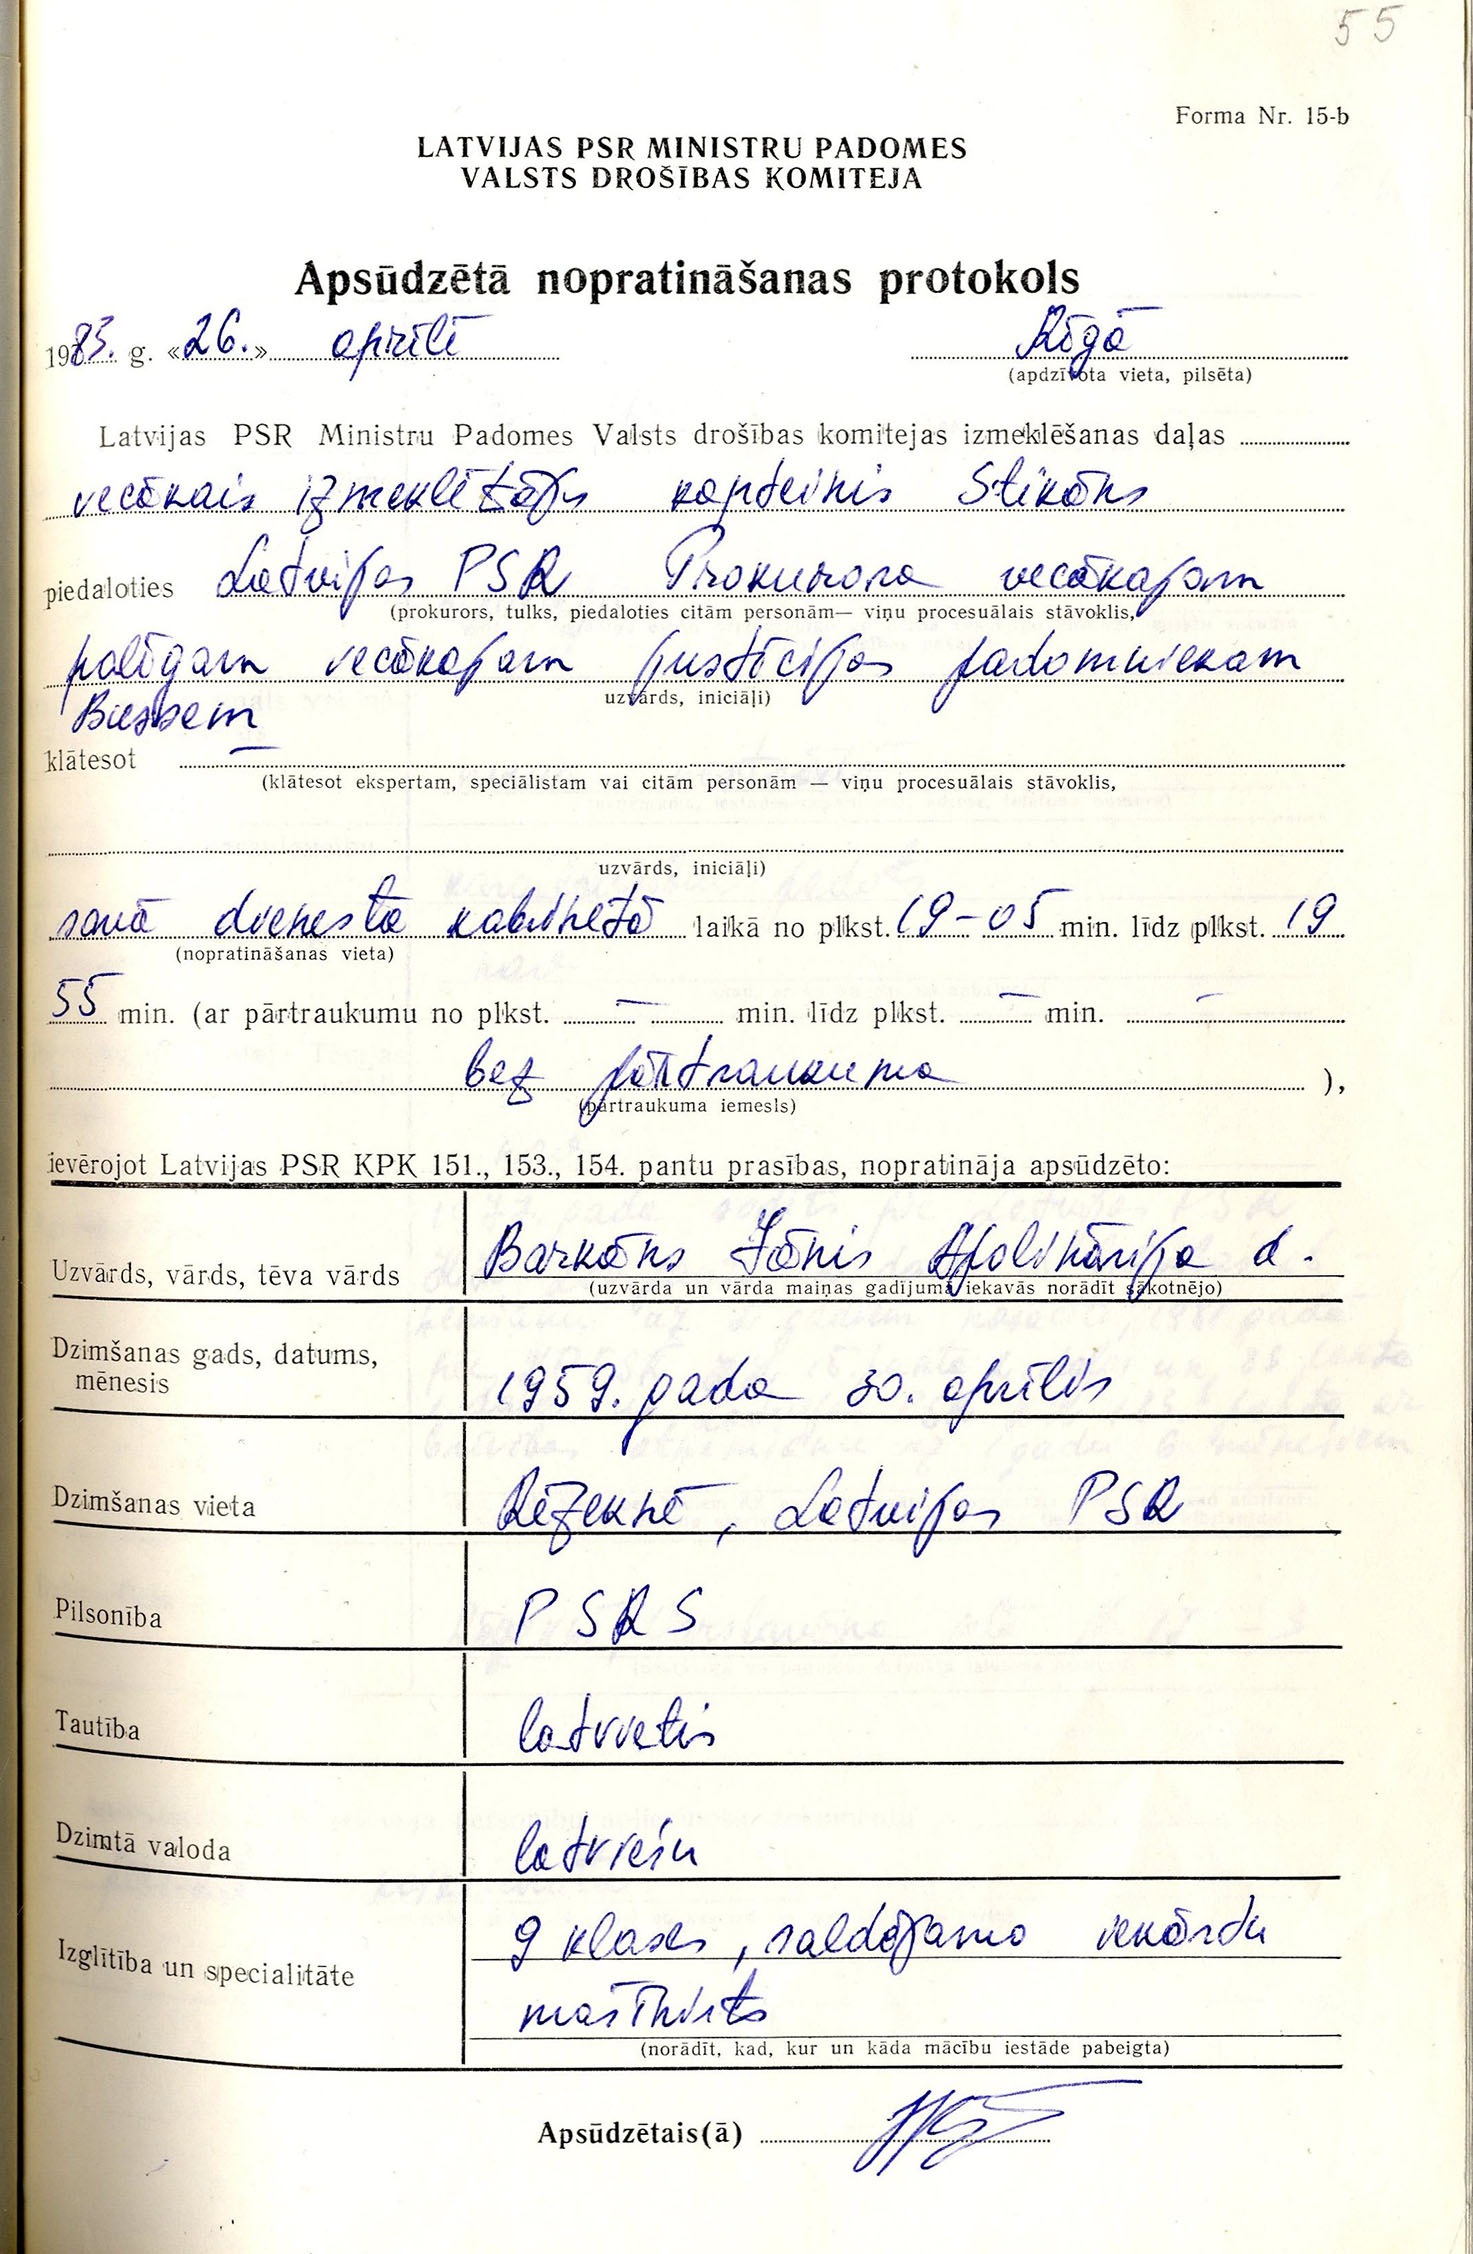 55
Forma Nr. 15-b
LATVIJAS PSR MINISTRU PADOMES
VALSTS DROŠĪBAS KOMITEJA
Apsūdzētā nopratināšanas protokols
1983. g. «26.» aprīlī Rīgā
(apdzīvota vieta, pilsēta)
Latvijas PSR Ministru Padomes Valsts drošības komitejas izmeklēšanas daļas
vecākais izmeklētājs kapteinis Stikāns
piedaloties Latvijas PSR Prokurora vecākajam
(prokurors, tulks, piedaloties citām personām — viņu procesuālais stāvoklis,
palīgam vecākajam justīcijas padomniekam
uzvārds, iniciāļi)
klātesot —
(klātesot ekspertam, speciālistam vai citām personām — viņu procesuālais stāvoklis,
uzvārds, iniciāļi)
savā dienesta kabinetā laikā no plkst. 19-05 min. līdz plkst. 19
(nopratināšanas vieta)
55 min. (ar pārtraukumu no plkst. — min. līdz plkst. — min. —
bez pārtraukuma ),
(pārtraukuma iemesls)
ievērojot Latvijas PSR KPK 151., 153., 154. pantu prasības, nopratināja apsūdzēto:
Uzvārds, vārds, tēva vārds Barkāns Jānis Apolinārija d.
(uzvārda un vārda maiņas gadījumā iekavās norādīt sākotnējo)
Dzimšanas gads, datums,
mēnesis 1959. gada 30. aprīlis
Dzimšanas vieta Rēzeknē, Latvijas PSR
Pilsonība PSRS
Tautība latvietis
Dzimtā valoda latviešu
Izglītība un specialitāte 9 klases, saldējamo iekārtu
mašīnists
(norādīt, kad, kur un kāda mācību iestāde pabeigta)
Apsūdzētais(ā)